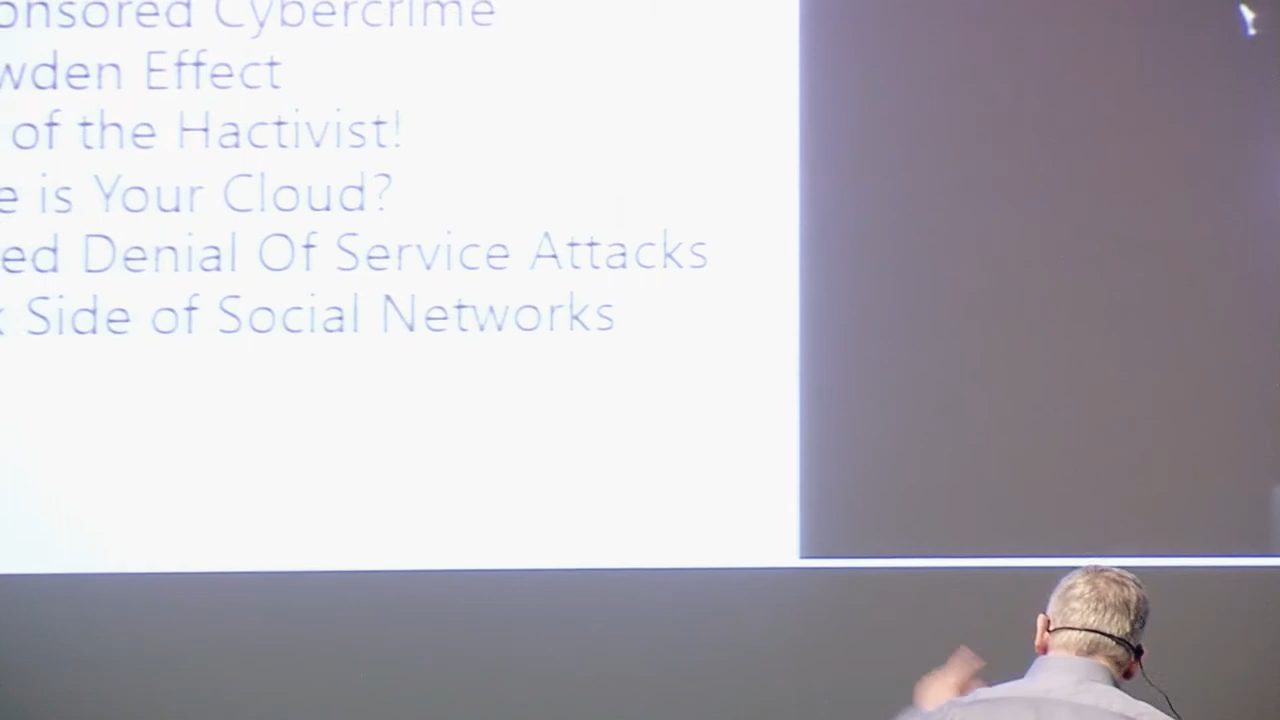 onsored Cybercrime
wden Effect
of the Hactivist!
e is Your Cloud?
ed Denial Of Service Attacks
Side of Social Networks